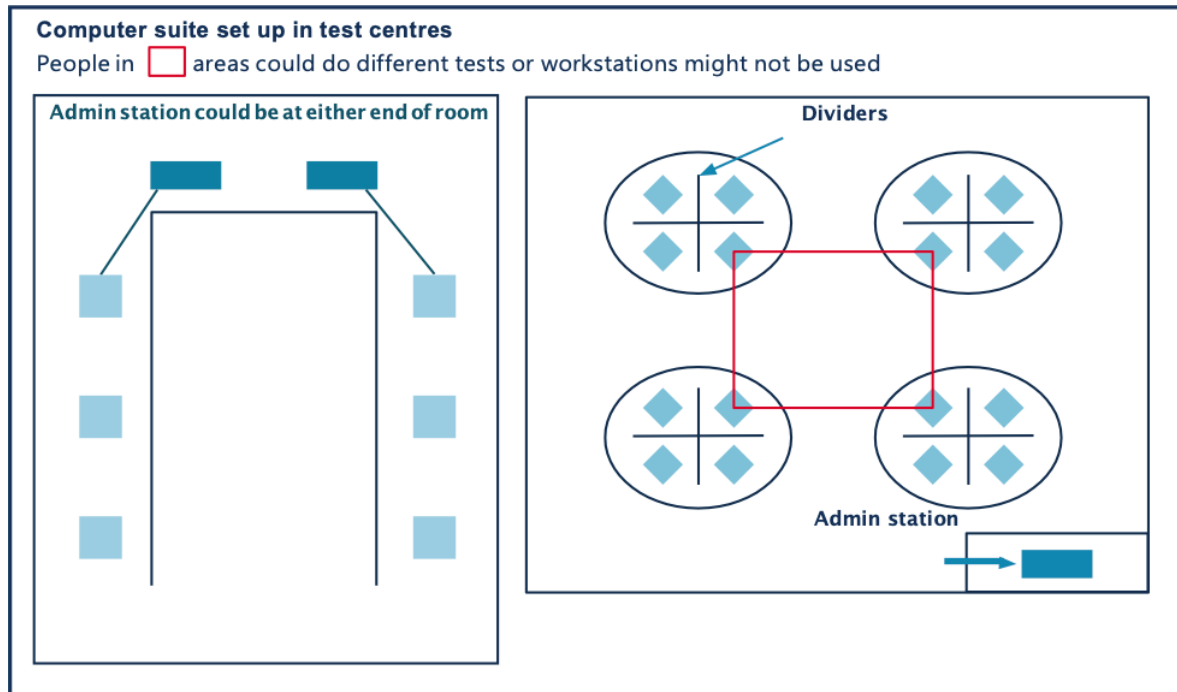 Computer suite set up in test centres
People in areas could do different tests or workstations might not be used
Admin station could be at either end of room
Dividers
Admin station